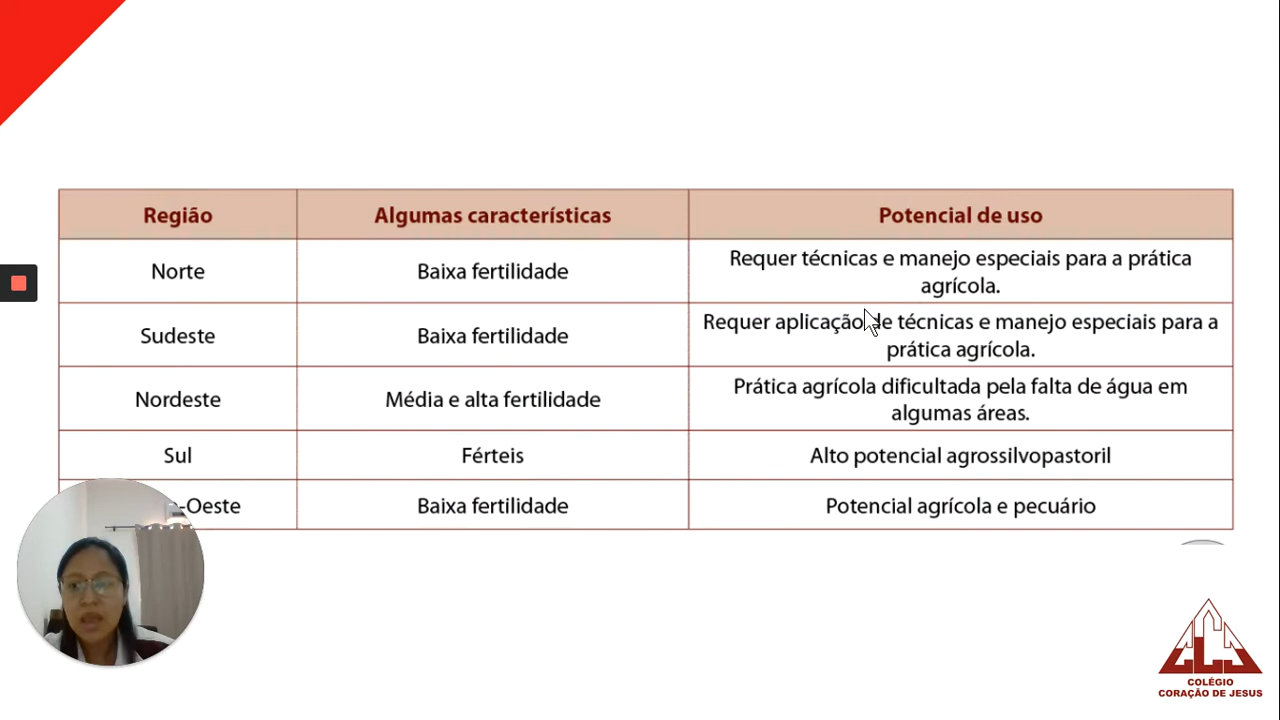 Região Algumas características Potencial de uso
Norte Baixa fertilidade Requer técnicas e manejo especiais para a prática
agrícola.
Sudeste Baixa fertilidade Requer aplicação de técnicas e manejo especiais para a
prática agrícola.
Nordeste Média e alta fertilidade Prática agrícola dificultada pela falta de água em
algumas áreas.
Sul Férteis Alto potencial agrossilvopastoril
-Oeste Baixa fertilidade Potencial agrícola e pecuário
COLÉGIO
CORAÇÃO DE JESUS